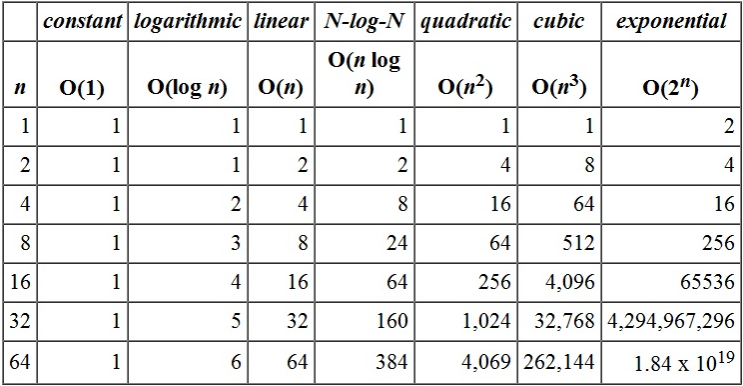 constant logarithmic linear N-log-N quadratic cubic exponential
n O(1) O(log n) O(n) O(n log n) O(n²) O(n³) O(2ⁿ)
1 1 1 1 1 1 1 2
2 1 1 2 2 4 8 4
4 1 2 4 8 16 64 16
8 1 3 8 24 64 512 256
16 1 4 16 64 256 4,096 65536
32 1 5 32 160 1,024 32,768 4,294,967,296
64 1 6 64 384 4,069 262,144 1.84 x 10¹⁹